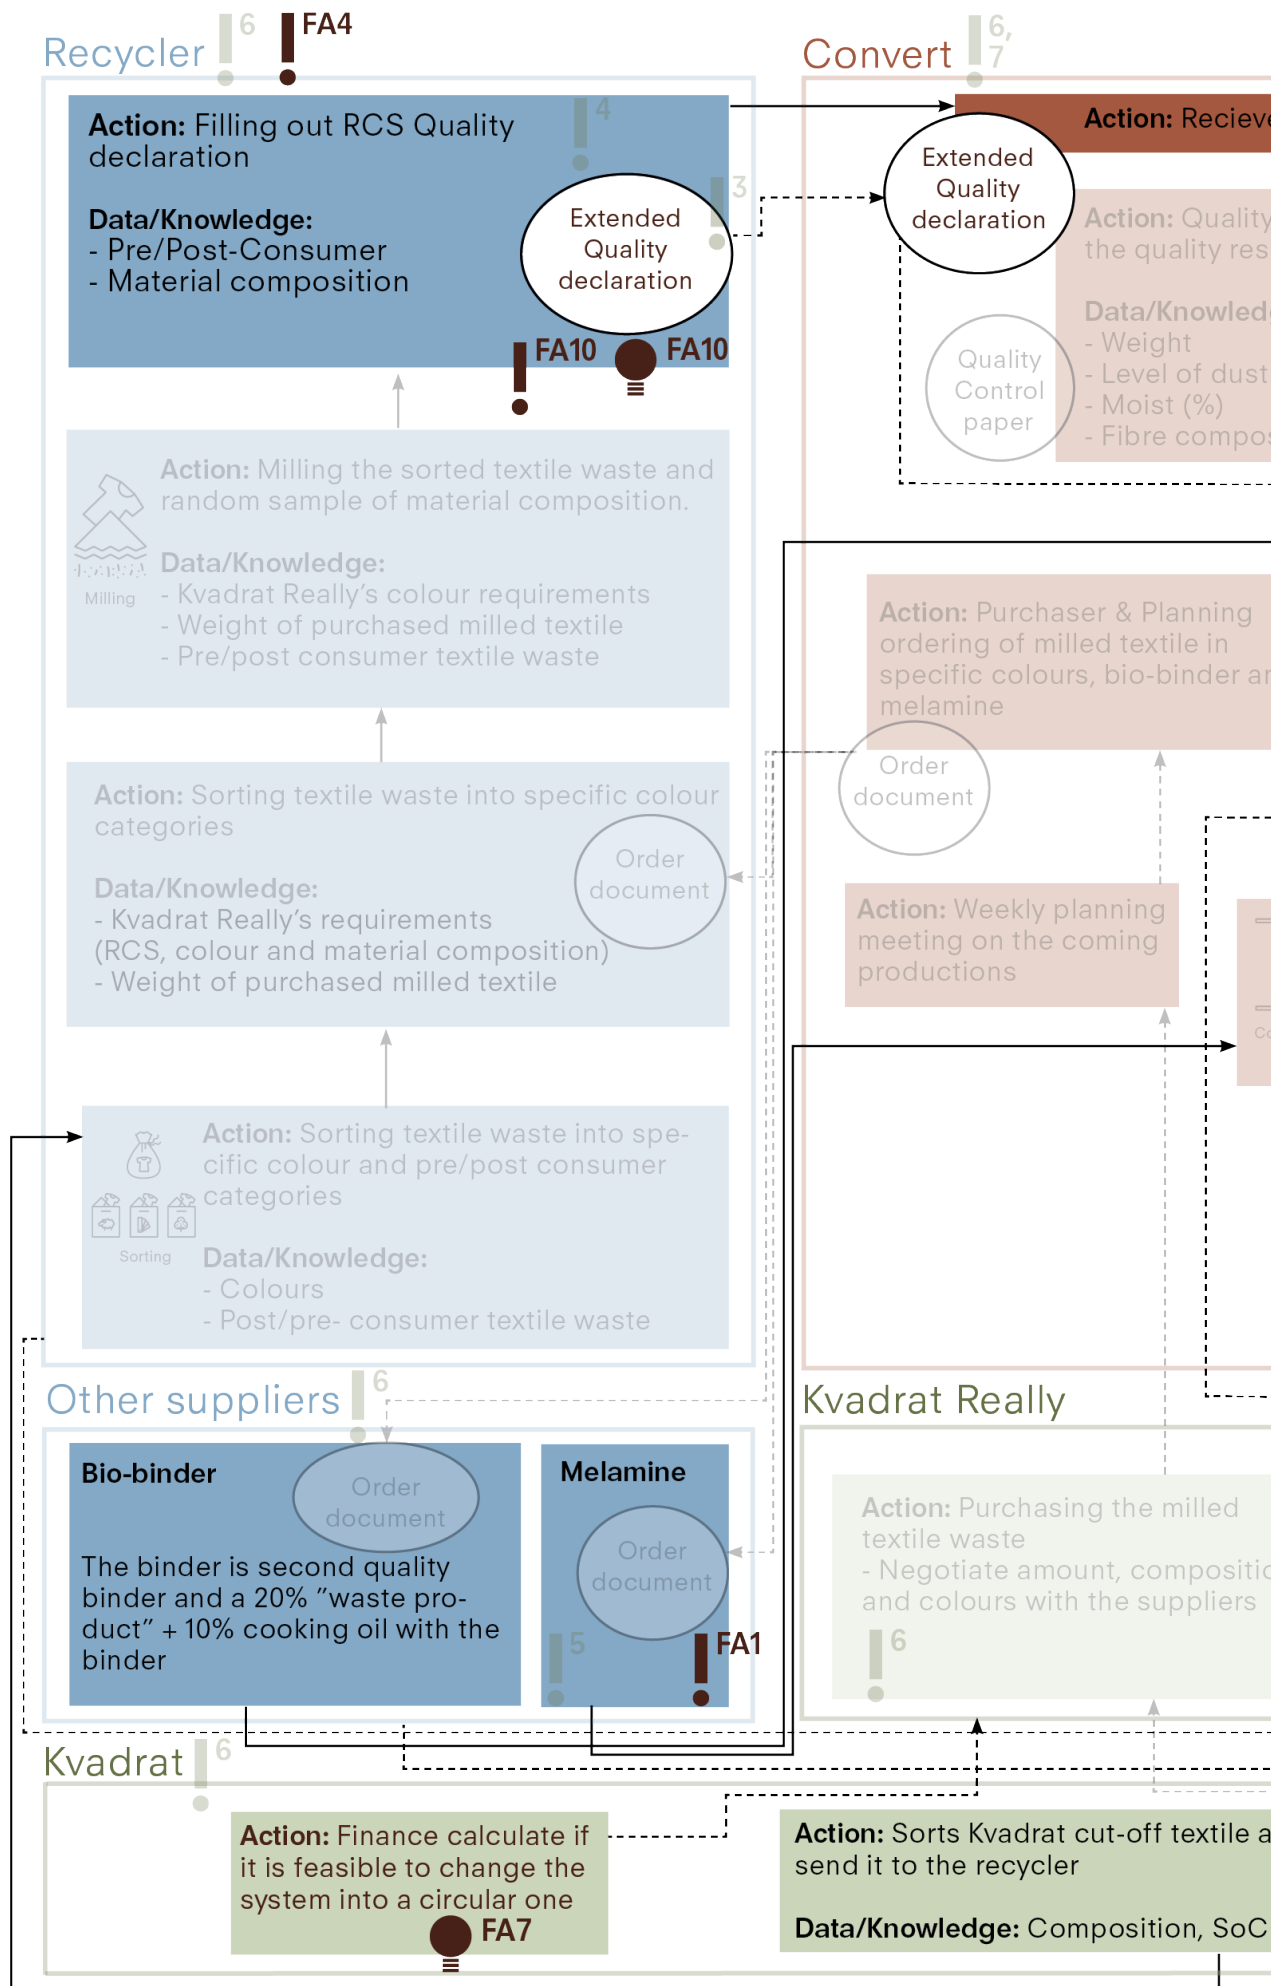 Recycler
6
FA4
Action: Filling out RCS Quality
declaration
4
Data/Knowledge:
- Pre/Post-Consumer
- Material composition
3
Extended
Quality
declaration
FA10
FA10
Action: Milling the sorted textile waste and
random sample of material composition.
Data/Knowledge:
- Kvadrat Really's colour requirements
- Weight of purchased milled textile
- Pre/post consumer textile waste
Milling
Action: Sorting textile waste into specific colour
categories
Order
document
Data/Knowledge:
- Kvadrat Really's requirements
(RCS, colour and material composition)
- Weight of purchased milled textile
Action: Sorting textile waste into spe-
cific colour and pre/post consumer
categories
Sorting
Data/Knowledge:
- Colours
- Post/pre- consumer textile waste
Convert
6,
7
Action: Recieve
Extended
Quality
declaration
Action: Quality
the quality res
Data/Knowled
- Weight
- Level of dust
- Moist (%)
- Fibre compos
Quality
Control
paper
Action: Purchaser & Planning
ordering of milled textile in
specific colours, bio-binder an
melamine
Order
document
Action: Weekly planning
meeting on the coming
productions
Co
Other suppliers
6
Bio-binder
Order
document
The binder is second quality
binder and a 20% ”waste pro-
duct” + 10% cooking oil with the
binder
Melamine
Order
document
5
FA1
Kvadrat Really
Action: Purchasing the milled
textile waste
- Negotiate amount, compositio
and colours with the suppliers
6
Kvadrat
6
Action: Finance calculate if
it is feasible to change the
system into a circular one
FA7
Action: Sorts Kvadrat cut-off textile a
send it to the recycler
Data/Knowledge: Composition, SoC